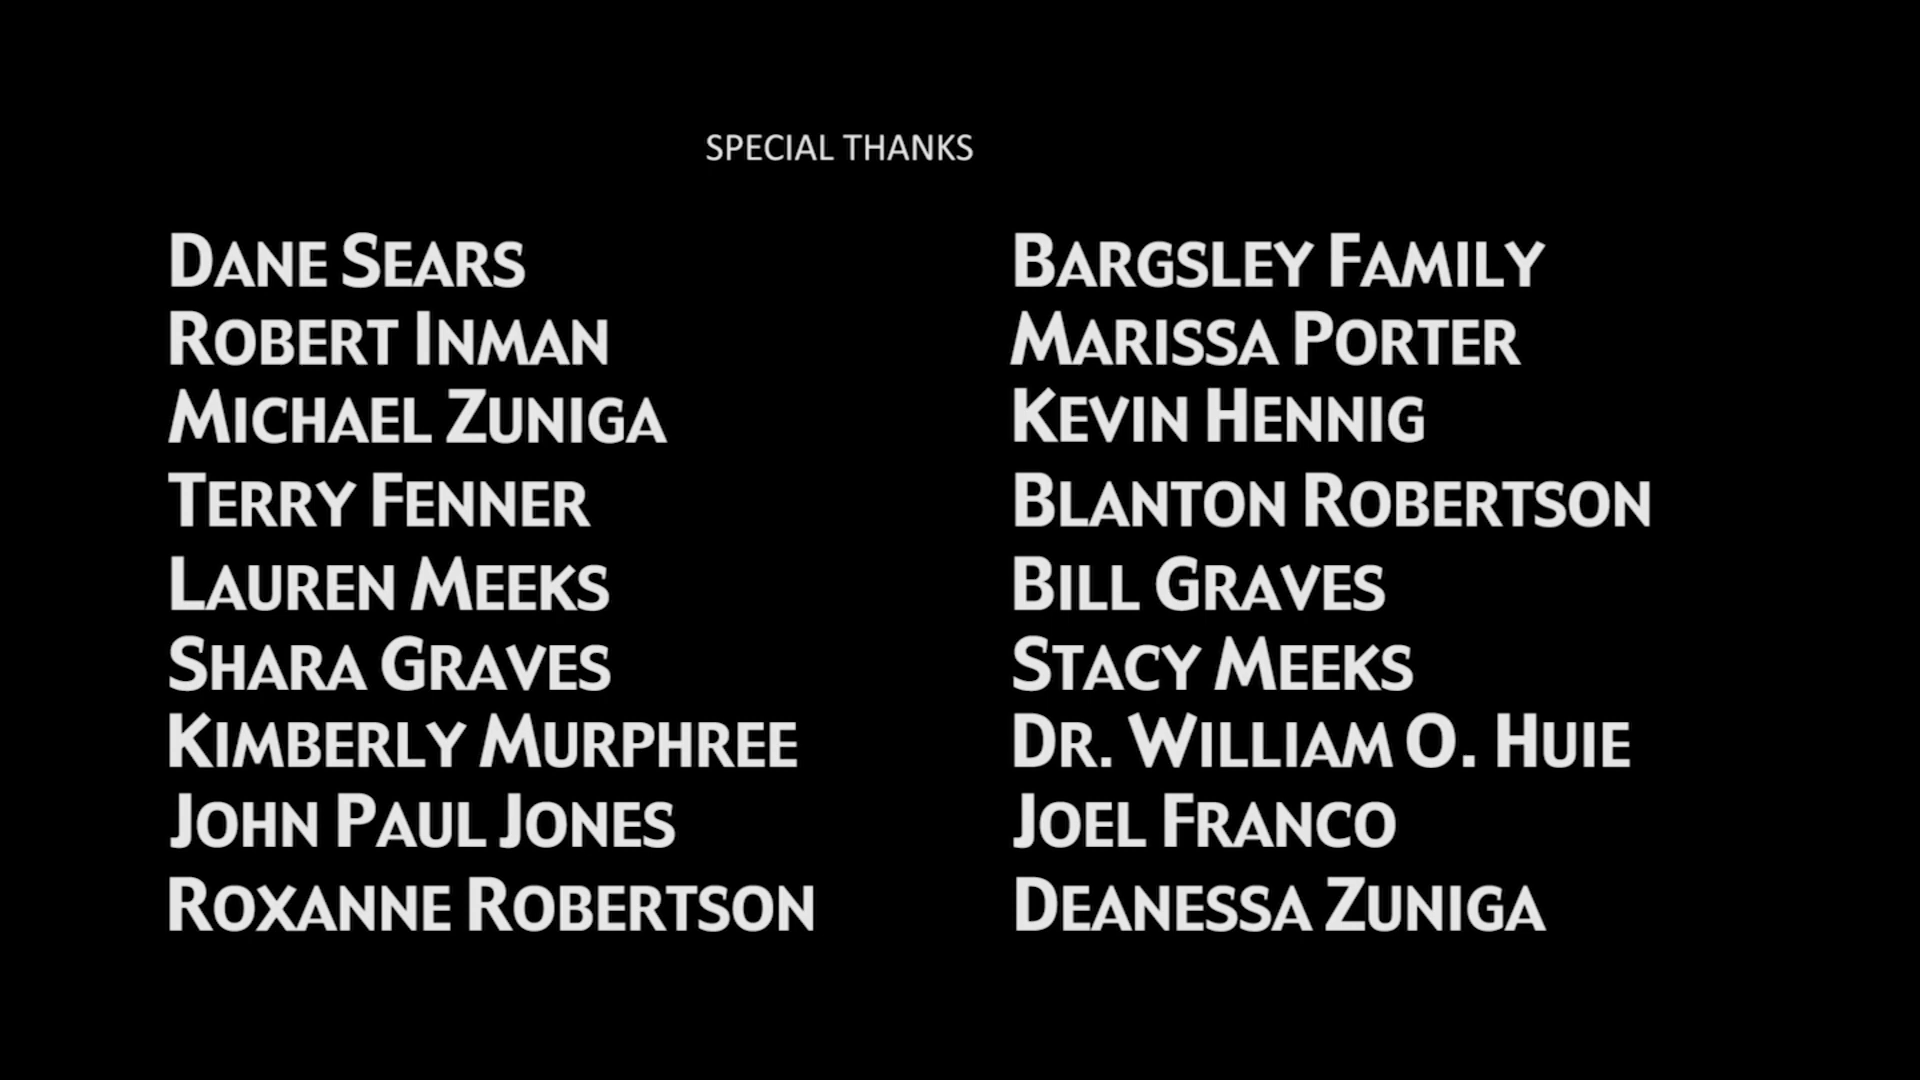 SPECIAL THANKS
DANE SEARS
ROBERT INMAN
MICHAEL ZUNIGA
TERRY FENNER
LAUREN MEEKS
SHARA GRAVES
KIMBERLY MURPHREE
JOHN PAUL JONES
ROXANNE ROBERTSON
BARGSLEY FAMILY
MARISSA PORTER
KEVIN HENNIG
BLANTON ROBERTSON
BILL GRAVES
STACY MEEKS
DR. WILLIAM O. HUIE
JOEL FRANCO
DEANESSA ZUNIGA